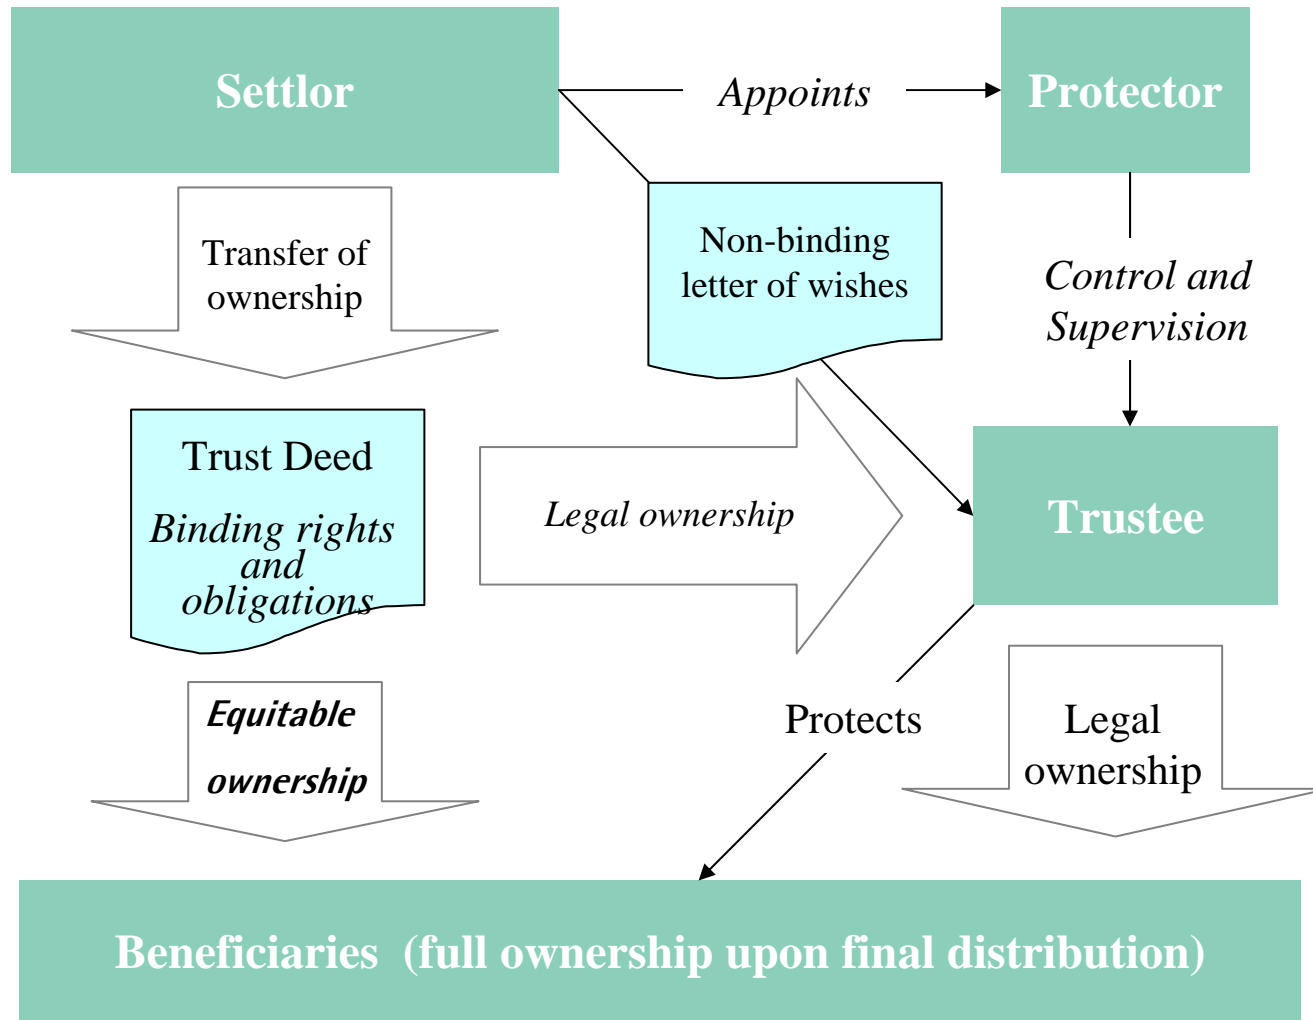 Settlor
Appoints
Protector
Transfer of
ownership
Non-binding
letter of wishes
Control and
Supervision
Trust Deed
Binding rights
and
obligations
Legal ownership
Trustee
Equitable
ownership
Protects
Legal
ownership
Beneficiaries (full ownership upon final distribution)